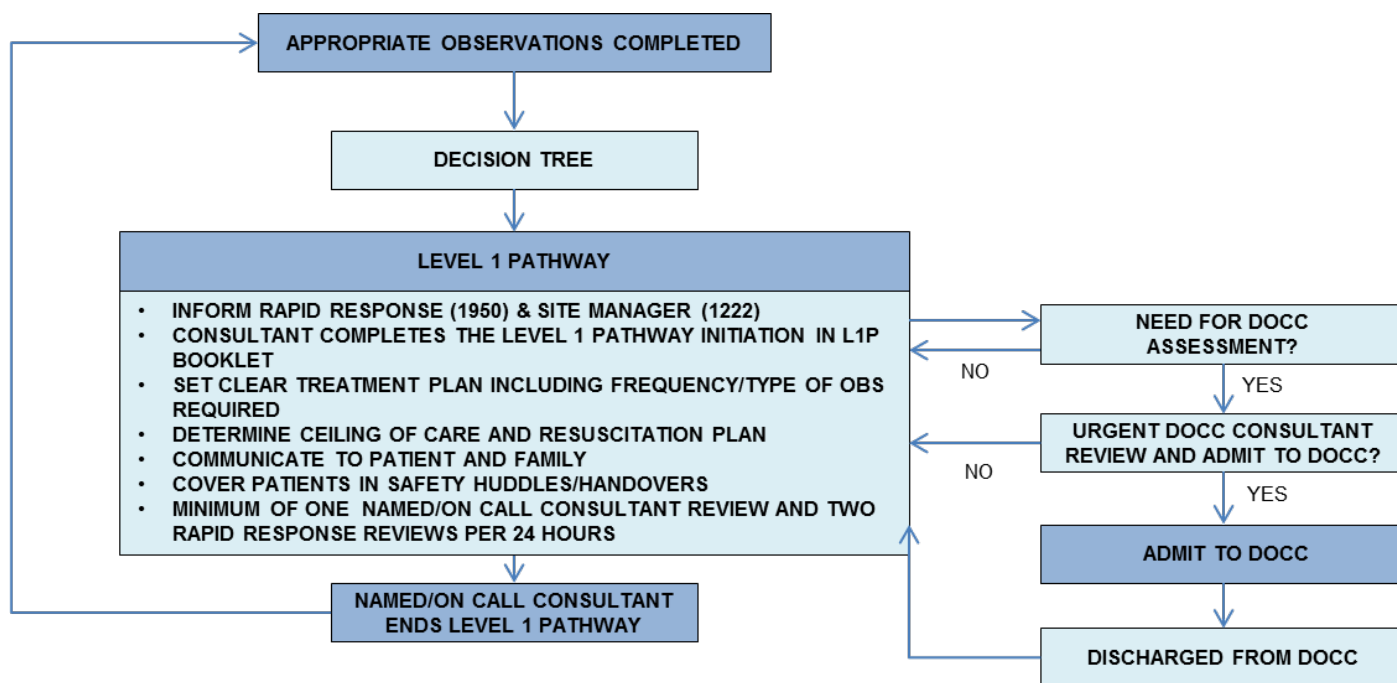 APPROPRIATE OBSERVATIONS COMPLETED
DECISION TREE
LEVEL 1 PATHWAY
• INFORM RAPID RESPONSE (1950) & SITE MANAGER (1222)
• CONSULTANT COMPLETES THE LEVEL 1 PATHWAY INITIATION IN L1P
BOOKLET
• SET CLEAR TREATMENT PLAN INCLUDING FREQUENCY/TYPE OF OBS
REQUIRED
• DETERMINE CEILING OF CARE AND RESUSCITATION PLAN
• COMMUNICATE TO PATIENT AND FAMILY
• COVER PATIENTS IN SAFETY HUDDLES/HANDOVERS
• MINIMUM OF ONE NAMED/ON CALL CONSULTANT REVIEW AND TWO
RAPID RESPONSE REVIEWS PER 24 HOURS
NAMED/ON CALL CONSULTANT
ENDS LEVEL 1 PATHWAY
NEED FOR DOCC
ASSESSMENT?
NO
YES
URGENT DOCC CONSULTANT
REVIEW AND ADMIT TO DOCC?
NO
YES
ADMIT TO DOCC
DISCHARGED FROM DOCC